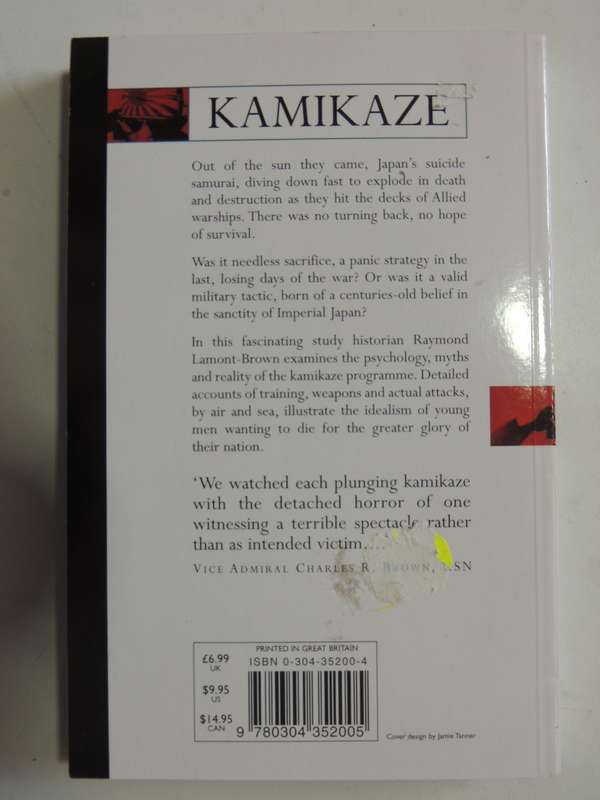 KAMIKAZE
Out of the sun they came, Japan's suicide
samurai, diving down fast to explode in death
and destruction as they hit the decks of Allied
warships. There was no turning back, no hope
of survival.
Was it needless sacrifice, a panic strategy in the
last, losing days of the war? Or was it a valid
military tactic, born of a centuries-old belief in
the sanctity of Imperial Japan?
In this fascinating study historian Raymond
Lamont-Brown examines the psychology, myths
and reality of the kamikaze programme. Detailed
accounts of training, weapons and actual attacks,
by air and sea, illustrate the idealism of young
men wanting to die for the greater glory of
their nation.
'We watched each plunging kamikaze
with the detached horror of one
witnessing a terrible spectacle rather
than as intended victim....
VICE ADMIRAL CHARLES R. BROWN, USN
PRINTED IN GREAT BRITAIN
£6.99
UK
$9.95
US
$14.95
CAN
ISBN 0-304-35200-4
9 780304 352005
Cover design by Jamie Tanner